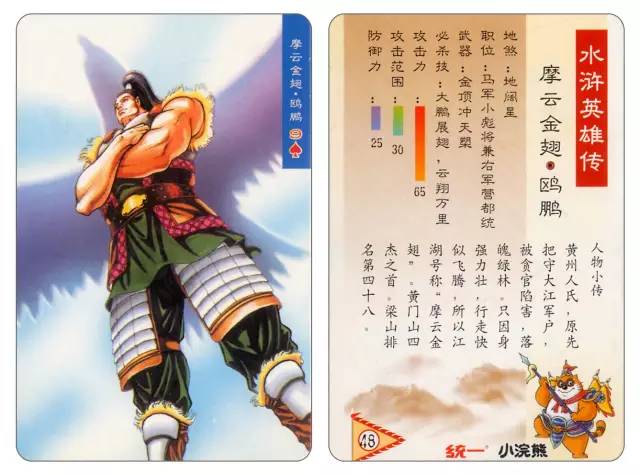 摩云金翅·鸥鹏
8
水浒英雄传
摩云金翅·鸥鹏
地煞：地阔星
职位：马军小彪将兼右军营都统
武器：金顶冲天槊
必杀技：大鹏展翅，云翔万里
攻击力：65
攻击范围：30
防御力：25
人物小传
黄州人氏，原先
把守大江军户，
被贪官陷害，落
魄绿林。只因身
强力壮，行走快
似飞腾，所以江
湖号称“摩云金
翅”。黄门山四
杰之首。梁山排
名第四十八。
48
统一 小浣熊